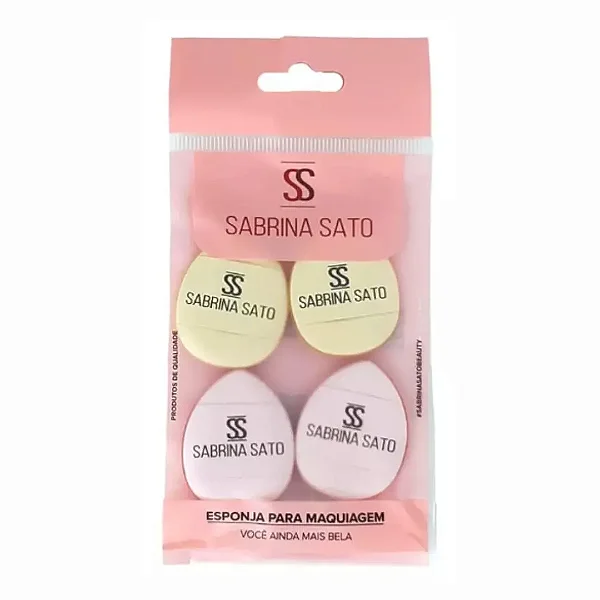 SS
SABRINA SATO
SS
SABRINA SATO
SS
SABRINA SATO
PRODUTOS DE QUALIDADE
#SABRINASATOBEAUTY
SS
SABRINA SATO
SS
SABRINA SATO
ESPONJA PARA MAQUIAGEM
VOCÊ AINDA MAIS BELA